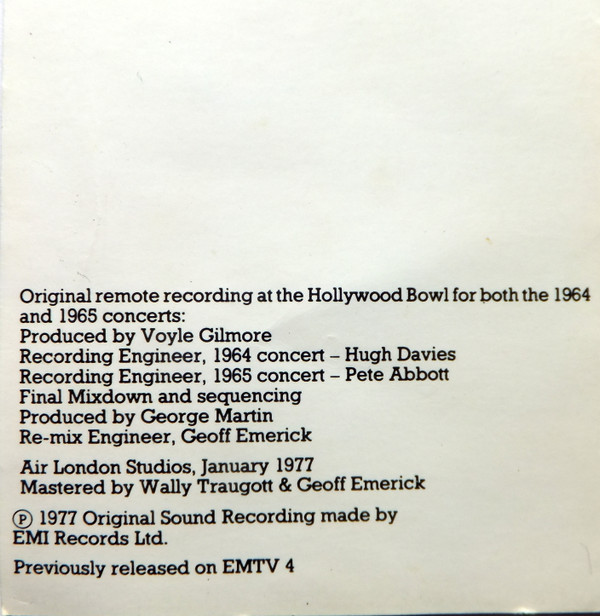 Original remote recording at the Hollywood Bowl for both the 1964
and 1965 concerts:
Produced by Voyle Gilmore
Recording Engineer, 1964 concert – Hugh Davies
Recording Engineer, 1965 concert – Pete Abbott
Final Mixdown and sequencing
Produced by George Martin
Re-mix Engineer, Geoff Emerick
Air London Studios, January 1977
Mastered by Wally Traugott & Geoff Emerick
℗ 1977 Original Sound Recording made by
EMI Records Ltd.
Previously released on EMTV 4